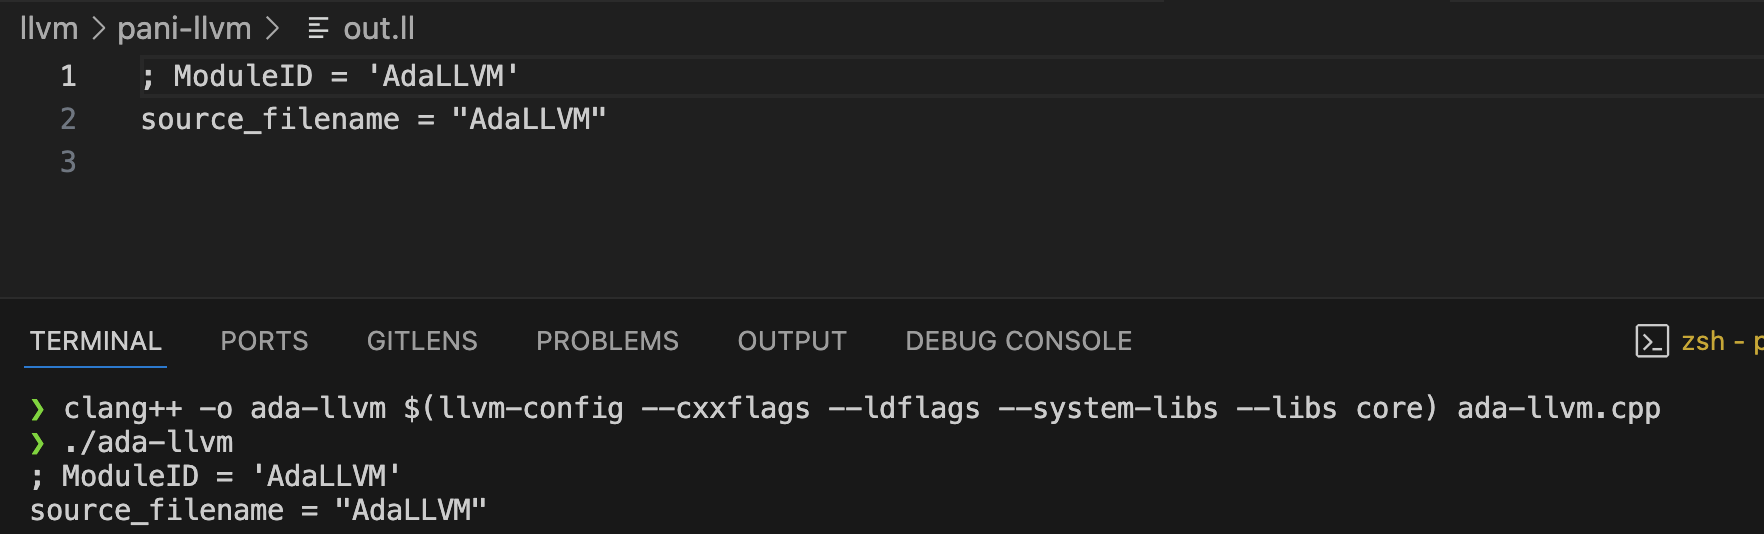 llvm > pani-llvm > out.ll
1 ; ModuleID = 'AdaLLVM'
2 source_filename = "AdaLLVM"
3
TERMINAL PORTS GITLENS PROBLEMS OUTPUT DEBUG CONSOLE zsh - p
❯ clang++ -o ada-llvm $(llvm-config --cxxflags --ldflags --system-libs --libs core) ada-llvm.cpp
❯ ./ada-llvm
; ModuleID = 'AdaLLVM'
source_filename = "AdaLLVM"